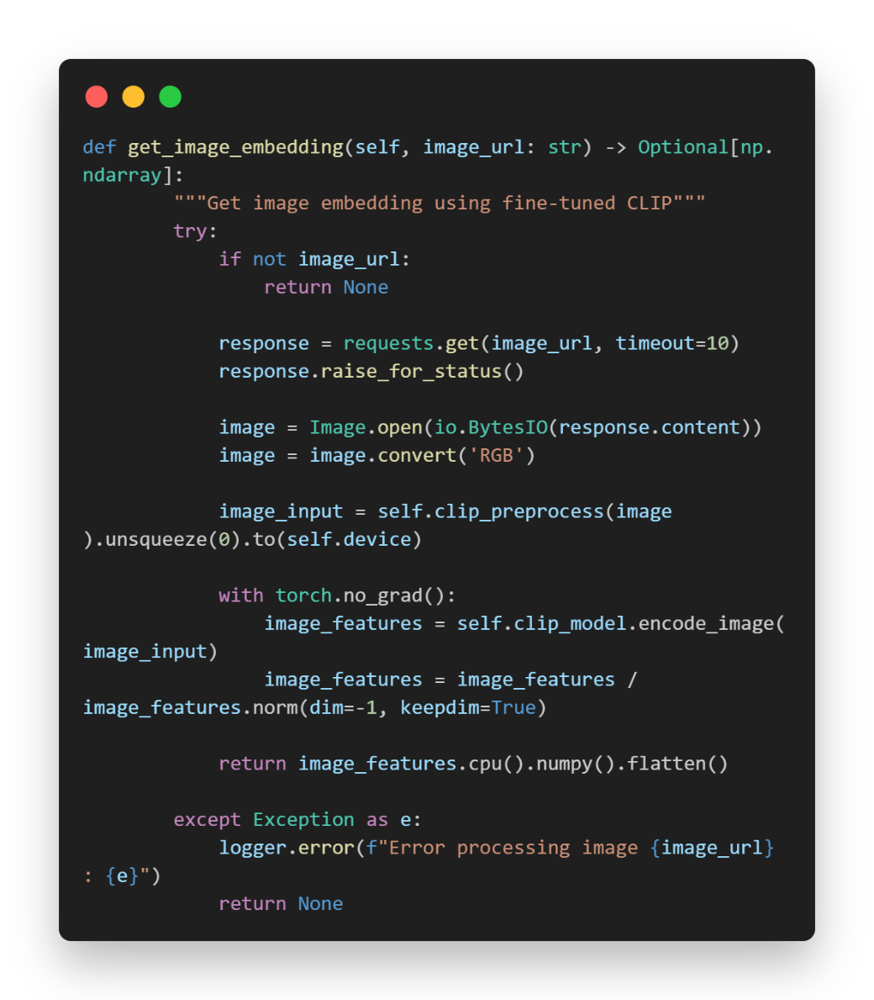 def get_image_embedding(self, image_url: str) -> Optional[np.
ndarray]:
        """Get image embedding using fine-tuned CLIP"""
        try:
            if not image_url:
                return None

            response = requests.get(image_url, timeout=10)
            response.raise_for_status()

            image = Image.open(io.BytesIO(response.content))
            image = image.convert('RGB')

            image_input = self.clip_preprocess(image
).unsqueeze(0).to(self.device)

            with torch.no_grad():
                image_features = self.clip_model.encode_image(
image_input)
                image_features = image_features /
image_features.norm(dim=-1, keepdim=True)

            return image_features.cpu().numpy().flatten()

        except Exception as e:
            logger.error(f"Error processing image {image_url}
: {e}")
            return None